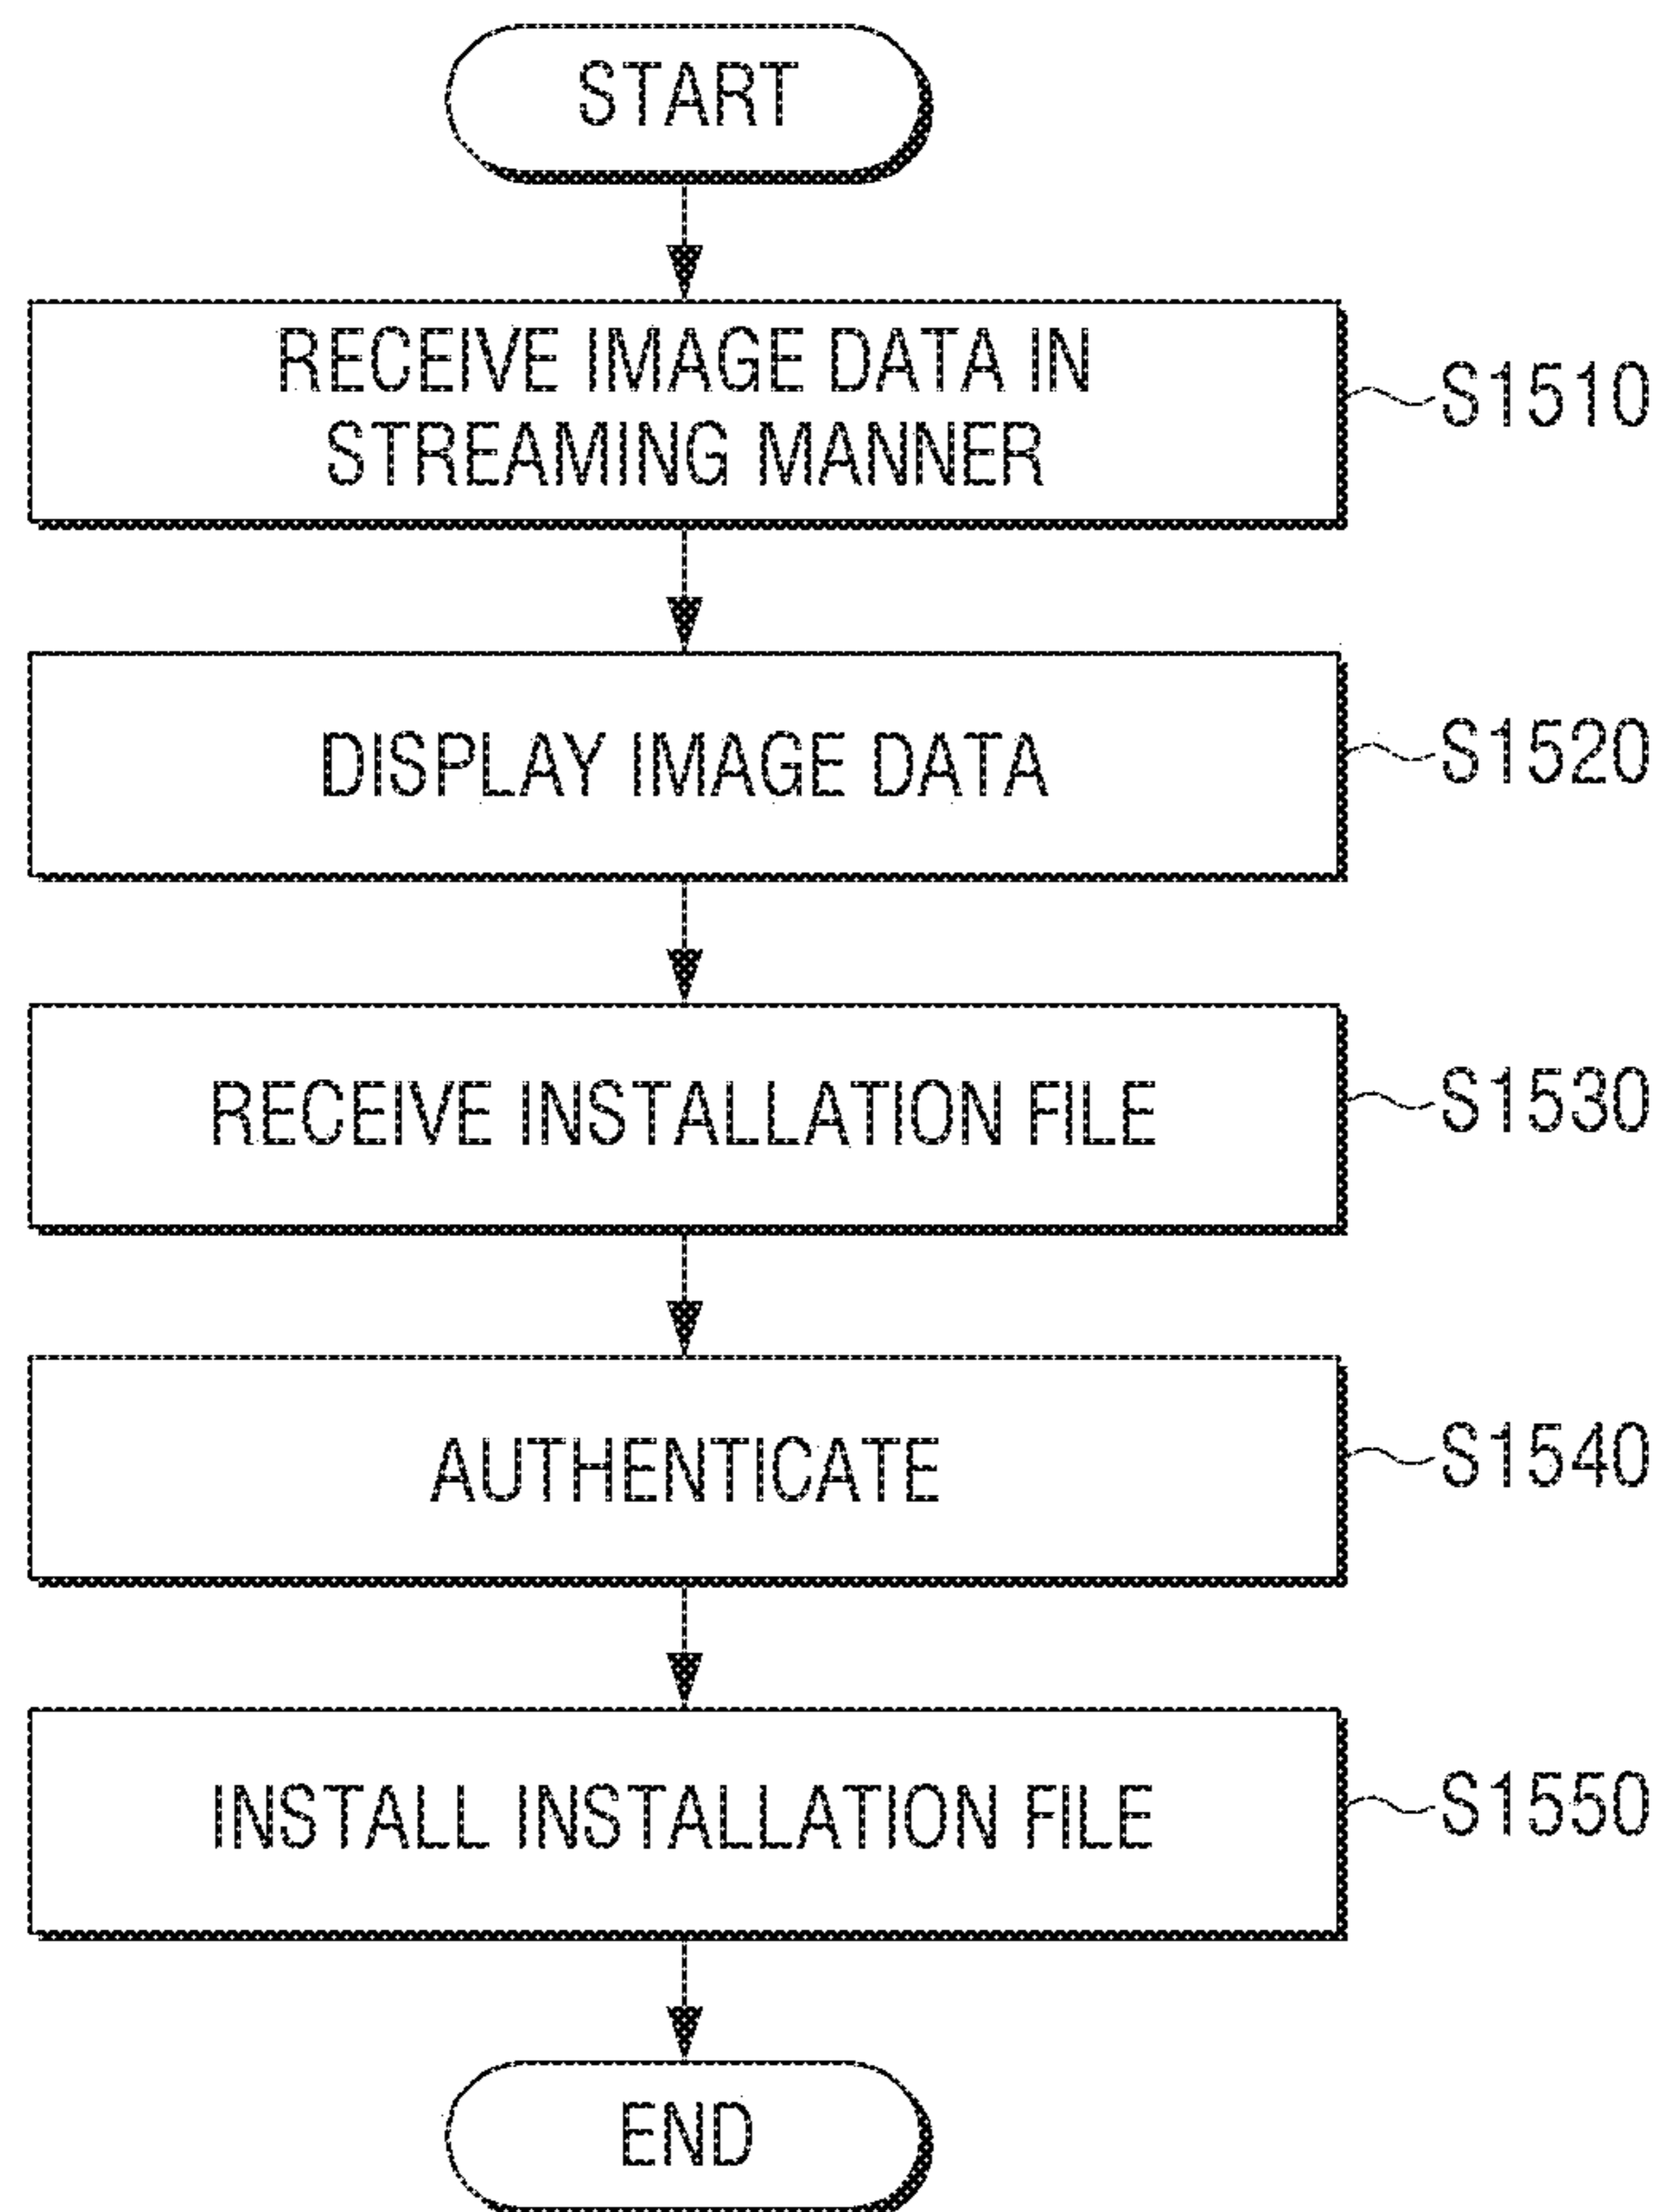 START
RECEIVE IMAGE DATA IN
STREAMING MANNER
S1510
DISPLAY IMAGE DATA
S1520
RECEIVE INSTALLATION FILE
S1530
AUTHENTICATE
S1540
INSTALL INSTALLATION FILE
S1550
END